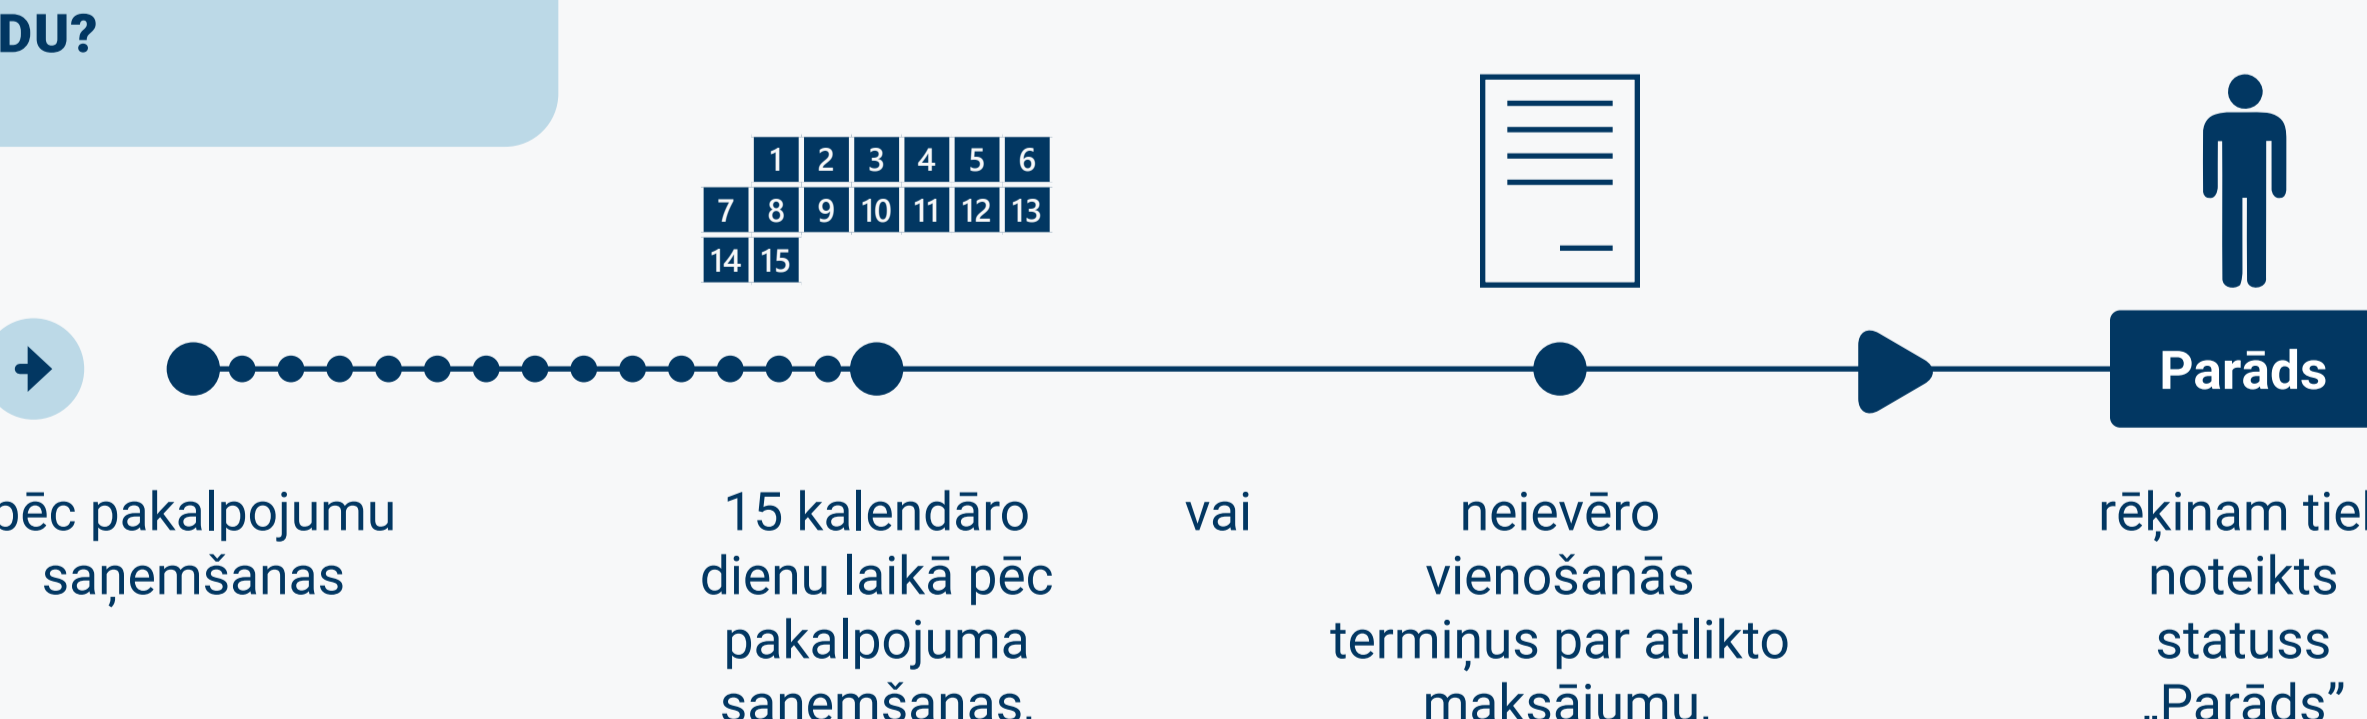 DU?
1 2 3 4 5 6
7 8 9 10 11 12 13
14 15
Parāds
pēc pakalpojumu
saņemšanas
15 kalendāro
dienu laikā pēc
pakalpojuma
saņemšanas,
vai
neievēro
vienošanās
termiņus par atlikto
maksājumu,
rēķinam tiek
noteikts
statuss
„Parāds”